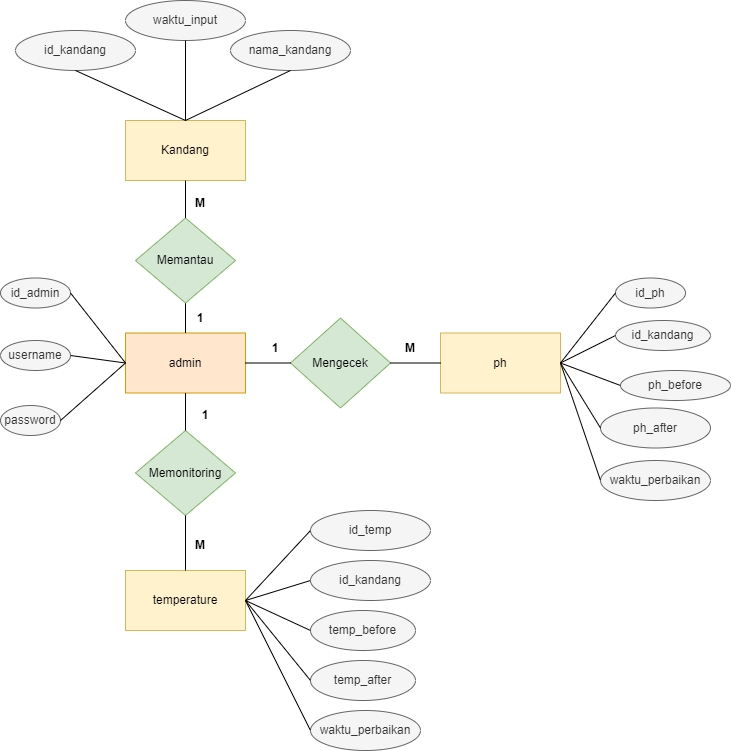 waktu_input
id_kandang
nama_kandang
Kandang
M
Memantau
1
id_admin
username
password
admin
1
Mengecek
M
ph
id_ph
id_kandang
ph_before
ph_after
waktu_perbaikan
1
Memonitoring
M
temperature
id_temp
id_kandang
temp_before
temp_after
waktu_perbaikan